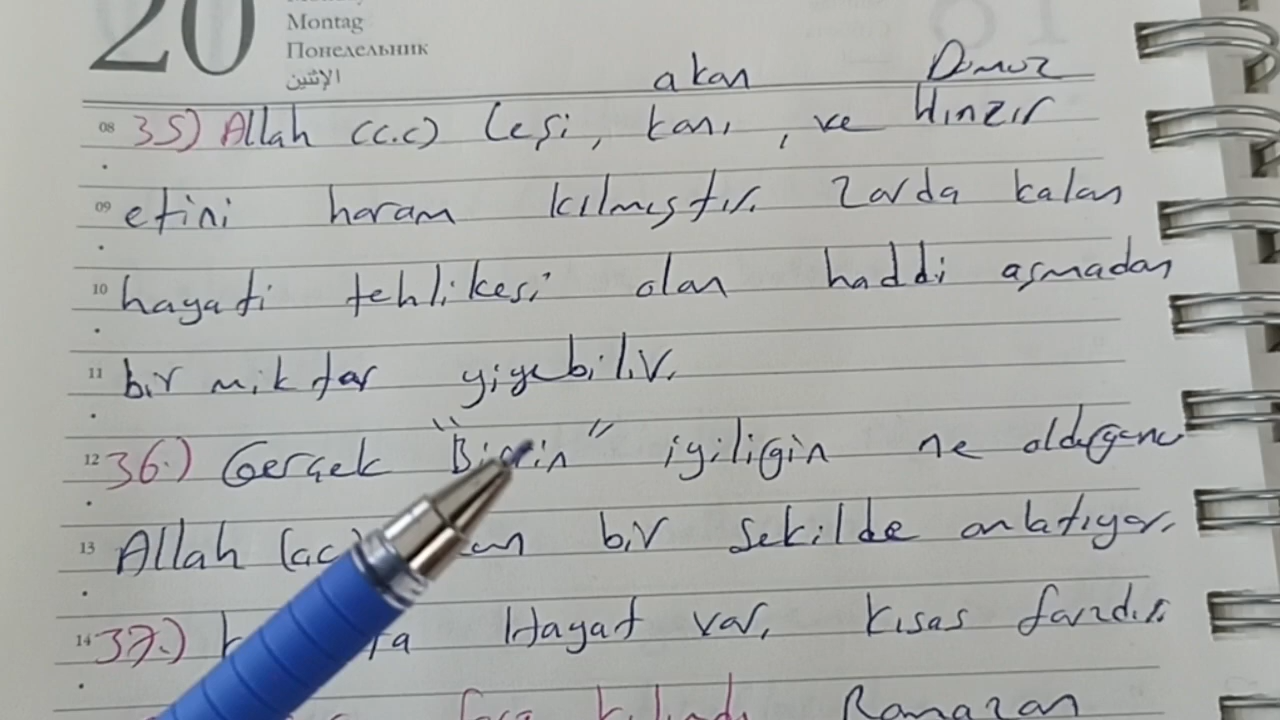 20
Montag
Понедельник
الإثنين
akan Domuz
08 35) Allah (c.c) leşi, kanı, ve Hınzır
09 etini haram kılmıştır. Zorda kalan
10 hayati tehlikesi olan haddi aşmadan
11 bir miktar yiyebilir.
12 36.) Gerçek "Birrin" iyiliğin ne olduğunu
13 Allah (c.c) bir şekilde anlatıyor.
14 37.) Hayat var, kısas farzdır.
Ramazan